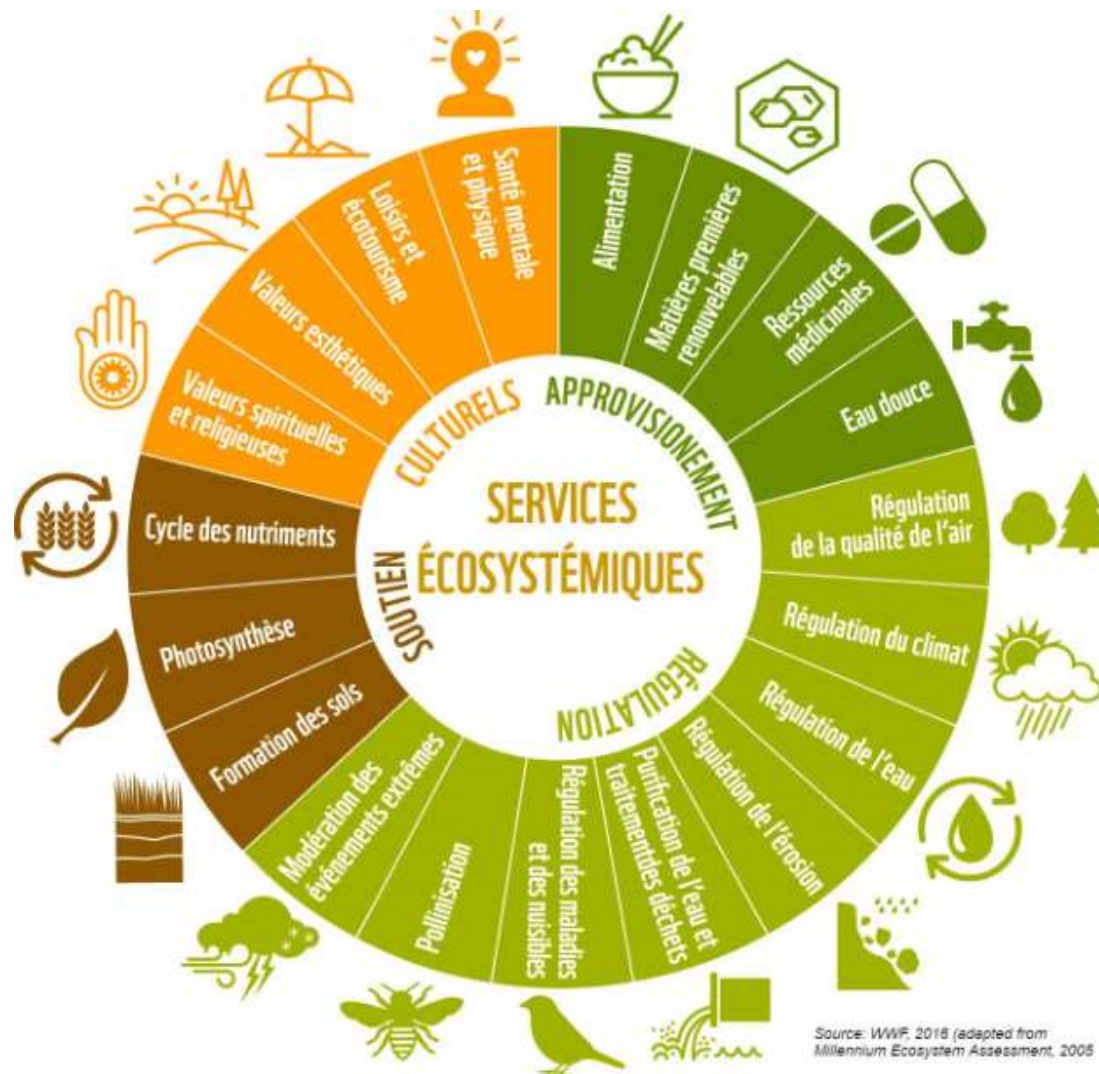 SERVICES
ÉCOSYSTÉMIQUES
APPROVISIONEMENT
Alimentation
Matières premières
renouvelables
Ressources
médicinales
Eau douce
RÉGULATION
Régulation
de la qualité de l'air
Régulation du climat
Régulation de l'eau
Régulation de l'érosion
Purification de l'eau et
traitementdes déchets
Régulation des maladies
et des nuisibles
Pollinisation
Modération des
événements extrêmes
SOUTIEN
Formation des sols
Photosynthèse
Cycle des nutriments
CULTURELS
Valeurs spirituelles
et religieuses
Valeurs esthétiques
Loisirs et
écotourisme
Santé mentale
et physique
Source: WWF, 2016 (adapted from
Millennium Ecosystem Assessment, 2005